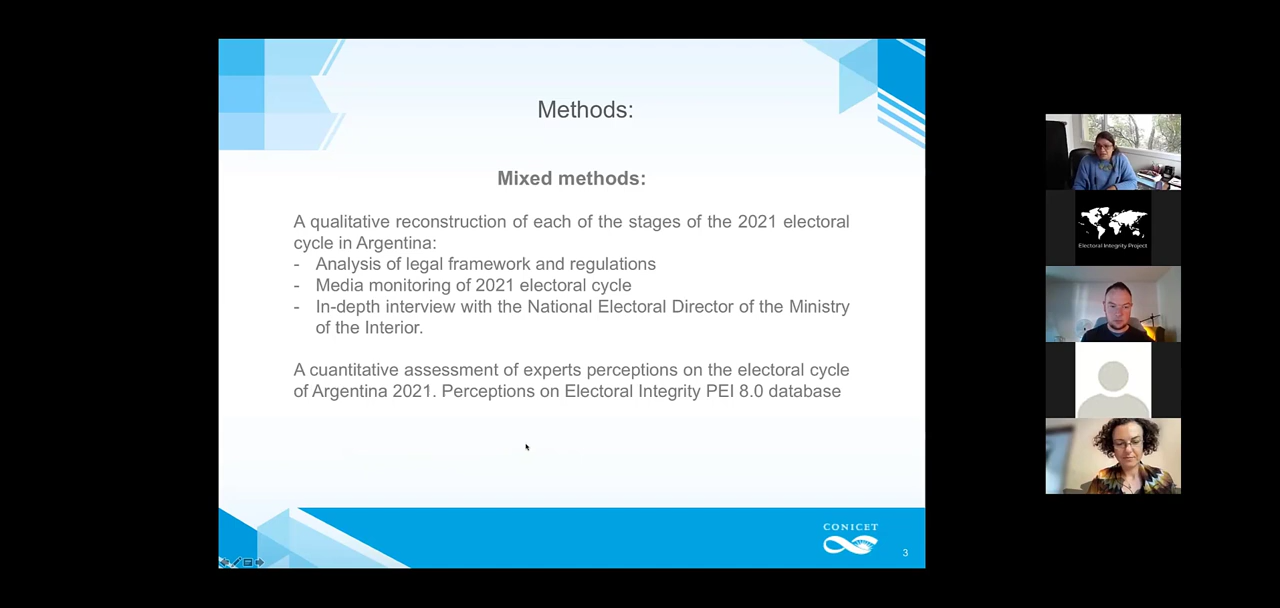 Methods:
Mixed methods:
A qualitative reconstruction of each of the stages of the 2021 electoral
cycle in Argentina:
- Analysis of legal framework and regulations
- Media monitoring of 2021 electoral cycle
- In-depth interview with the National Electoral Director of the Ministry
of the Interior.
A cuantitative assessment of experts perceptions on the electoral cycle
of Argentina 2021. Perceptions on Electoral Integrity PEI 8.0 database
CONICET
3
Electoral Integrity Project